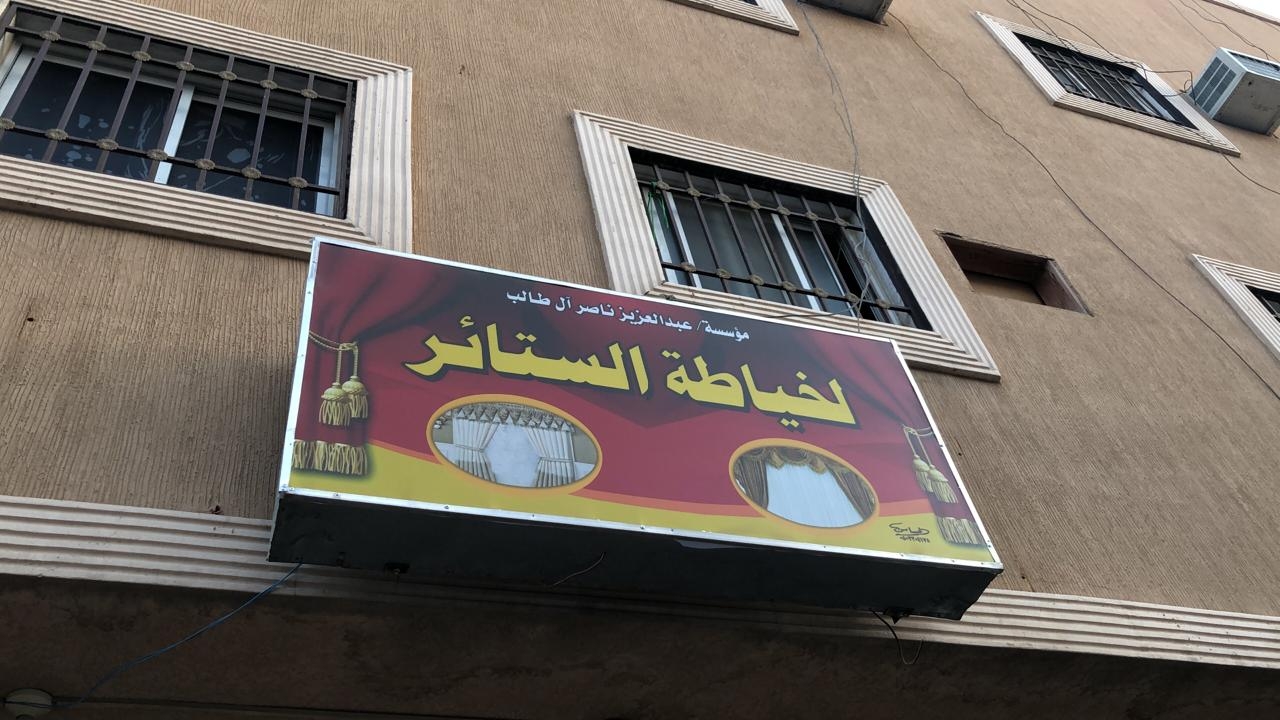 مؤسسة/ عبدالعزيز ناصر آل طالب
لخياطة الستائر